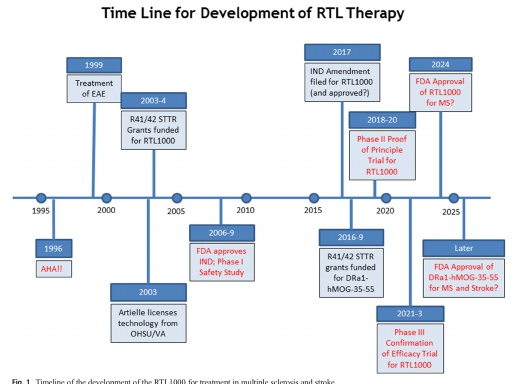 Time Line for Development of RTL Therapy
1999
Treatment
of EAE
2003-4
R41/42 STTR
Grants funded
for RTL1000
2017
IND Amendment
filed for RTL1000
(and approved?)
2018-20
Phase II Proof
of Principle
Trial for
RTL1000
2024
FDA Approval
of RTL1000
for MS?
1995
2000
2005
2010
2015
2020
2025
1996
AHA!!
2003
Artielle licenses
technology from
OHSU/VA
2006-9
FDA approves
IND; Phase I
Safety Study
2016-9
R41/42 STTR
grants funded
for DRa1-
hMOG-35-55
2021-3
Phase III
Confirmation
of Efficacy Trial
for RTL1000
Later
FDA Approval of
DRa1-hMOG-35-55
for MS and Stroke?
Fig. 1 Timeline of the development of the RTL1000 for treatment in multiple sclerosis and stroke